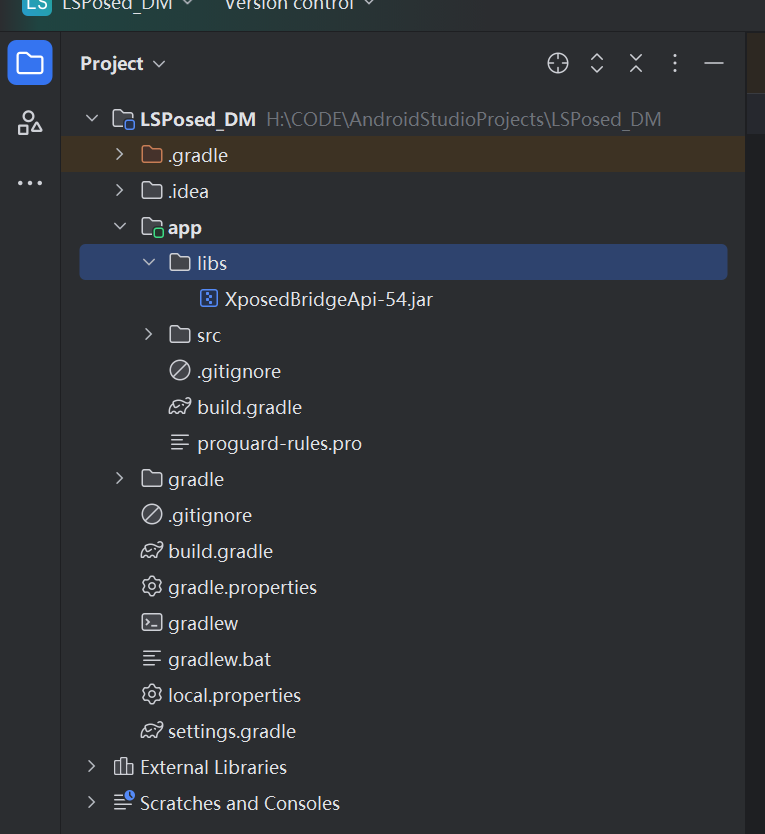 LS LSPosed_DM Version control
Project
LSPosed_DM H:\CODE\AndroidStudioProjects\LSPosed_DM
.gradle
.idea
app
libs
XposedBridgeApi-54.jar
src
.gitignore
build.gradle
proguard-rules.pro
gradle
.gitignore
build.gradle
gradle.properties
gradlew
gradlew.bat
local.properties
settings.gradle
External Libraries
Scratches and Consoles